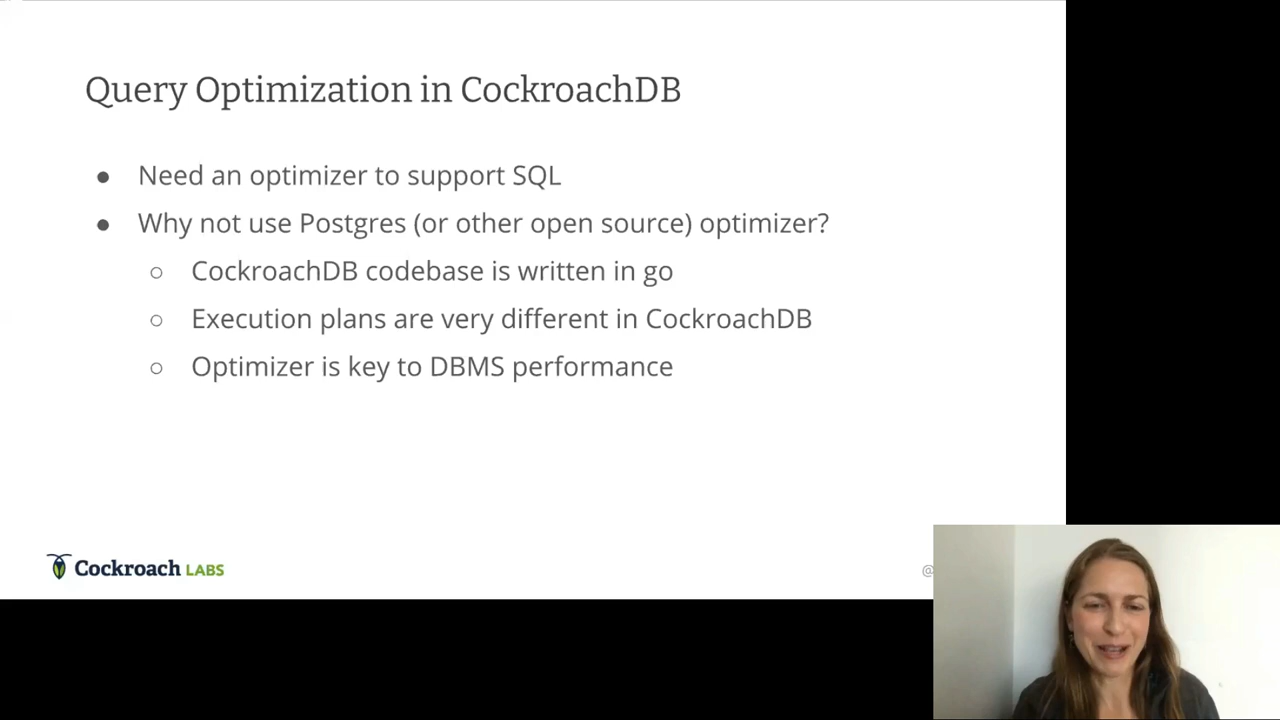 Query Optimization in CockroachDB
● Need an optimizer to support SQL
● Why not use Postgres (or other open source) optimizer?
○ CockroachDB codebase is written in go
○ Execution plans are very different in CockroachDB
○ Optimizer is key to DBMS performance
Cockroach LABS
@